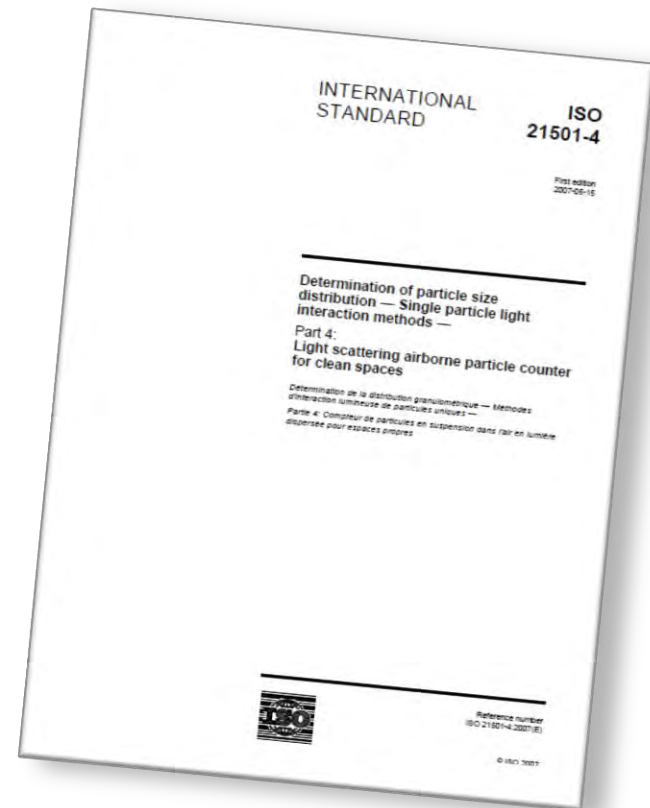 INTERNATIONAL
STANDARD
ISO
21501-4
First edition
2007-05-15
Determination of particle size
distribution — Single particle light
interaction methods —
Part 4:
Light scattering airborne particle counter
for clean spaces
Détermination de la distribution granulométrique — Méthodes
d'interaction lumineuse de particules uniques —
Partie 4: Compteur de particules en suspension dans l'air en lumière
dispersée pour espaces propres
ISO
Reference number
ISO 21501-4:2007(E)
© ISO 2007